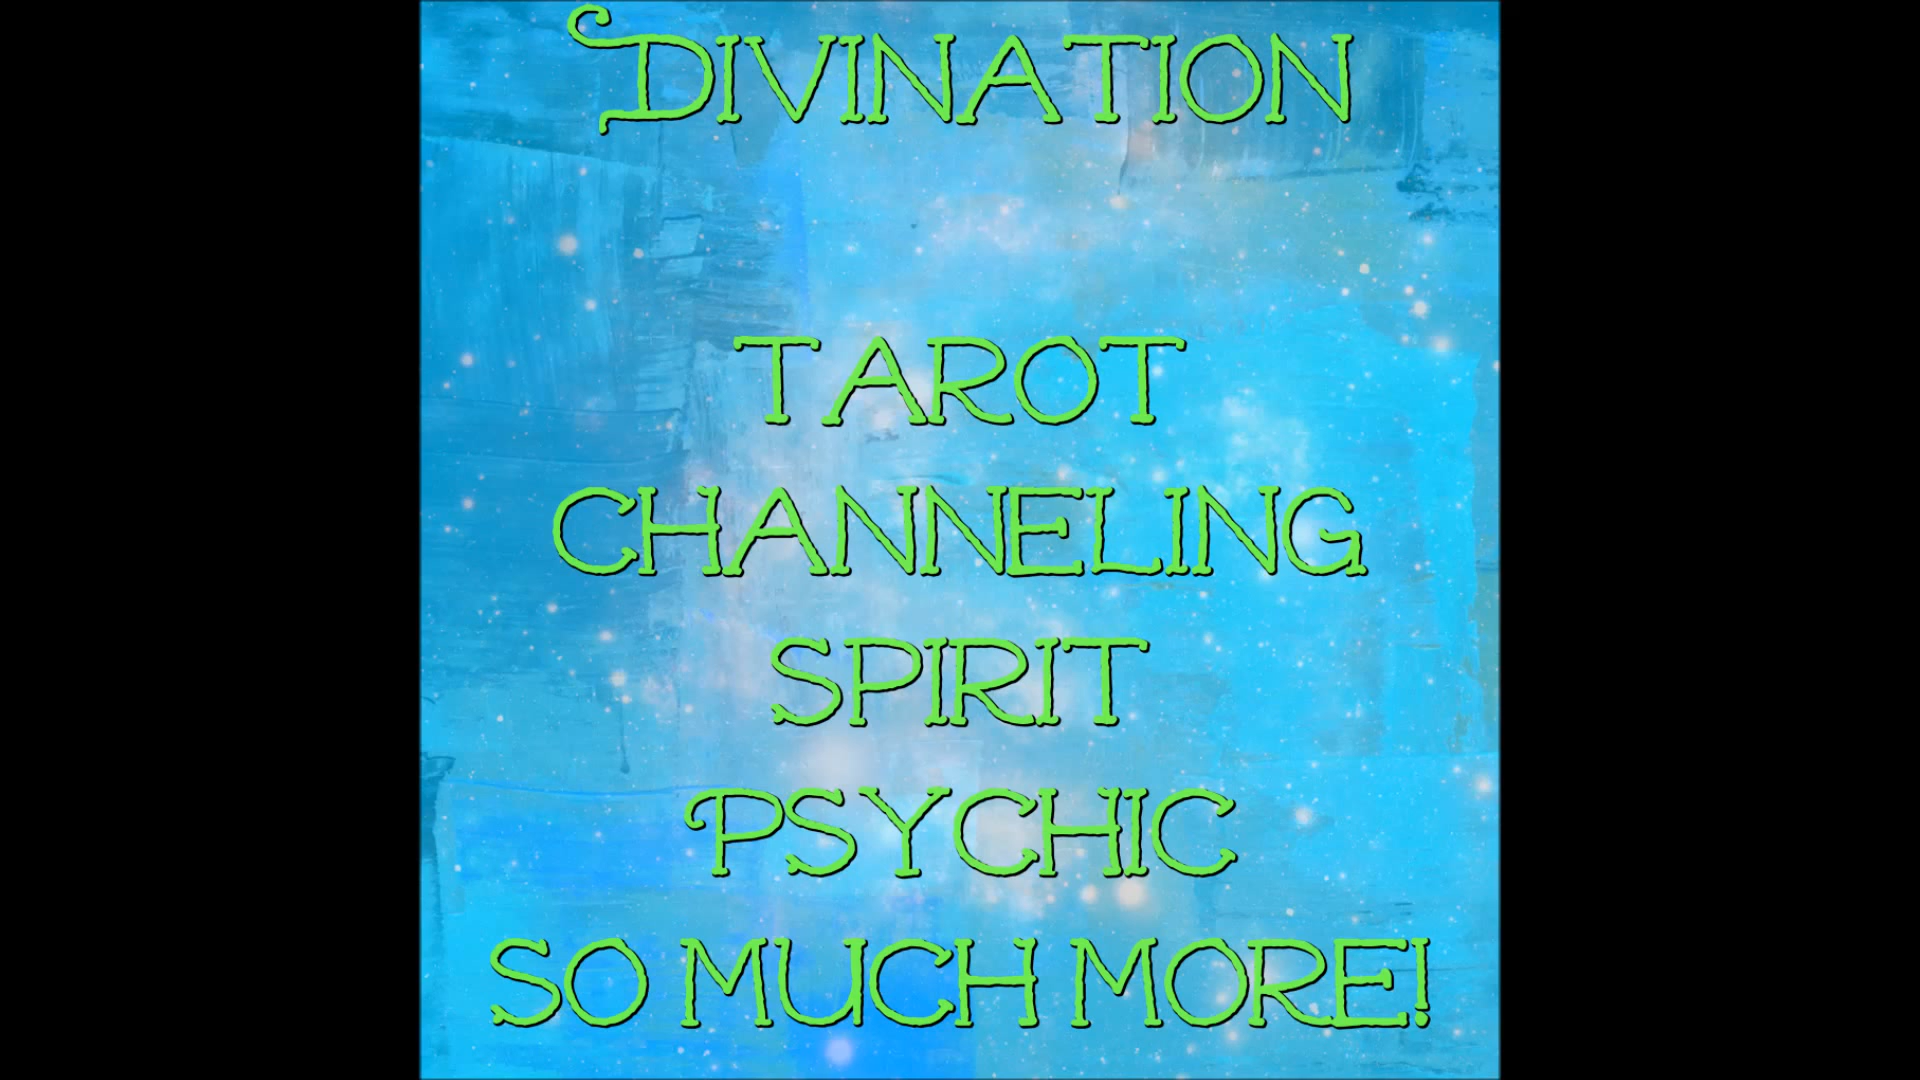 DIVINATION
TAROT
CHANNELING
SPIRIT
PSYCHIC
SO MUCH MORE!